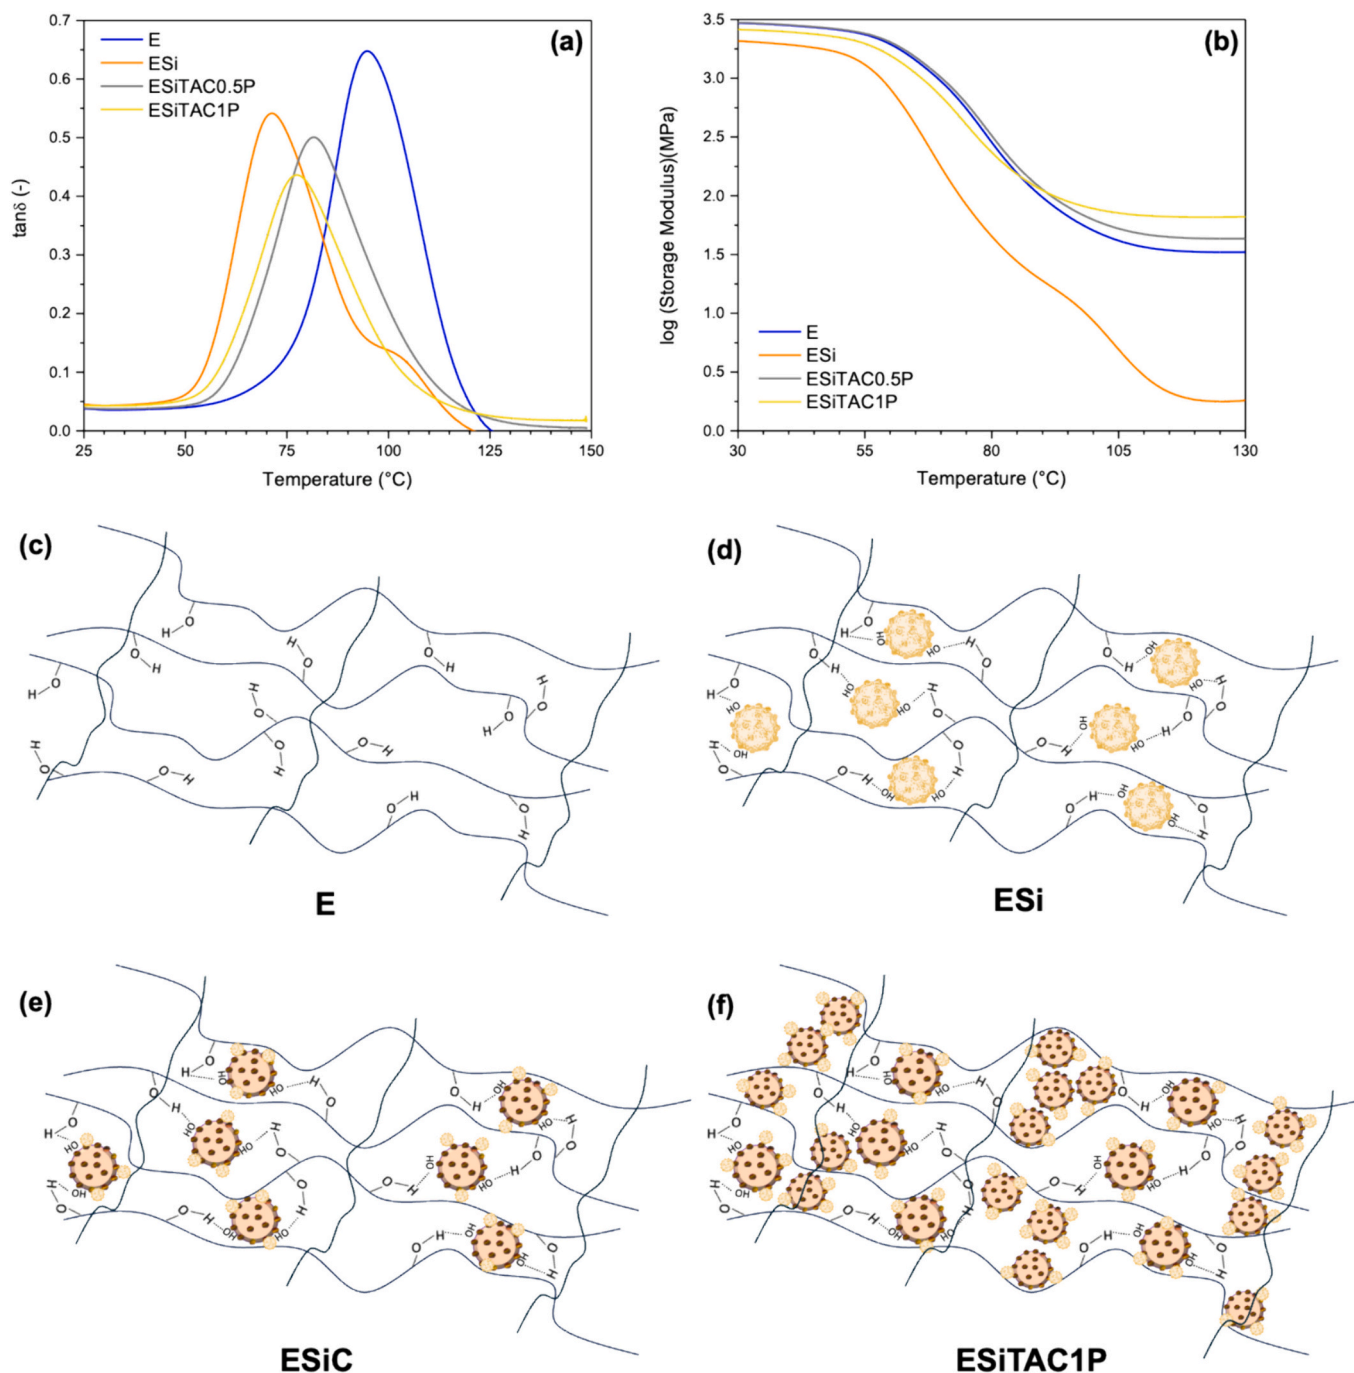 (a)
E
ESi
ESiTAC0.5P
ESiTAC1P
0.7
0.6
0.5
0.4
0.3
0.2
0.1
0.0
tanδ (-)
25 50 75 100 125 150
Temperature (°C)
(b)
3.5
3.0
2.5
2.0
1.5
1.0
0.5
0.0
log (Storage Modulus)(MPa)
E
ESi
ESiTAC0.5P
ESiTAC1P
30 55 80 105 130
Temperature (°C)
(c)
E
(d)
ESi
(e)
ESiC
(f)
ESiTAC1P